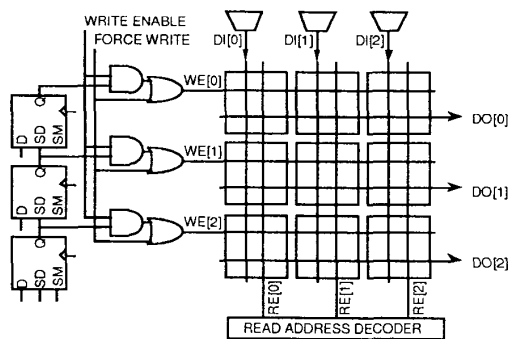 WRITE ENABLE
FORCE WRITE
DI[0]
DI[1]
DI[2]
WE[0]
Q
D
SD
SM
DO[0]
WE[1]
Q
D
SD
SM
DO[1]
WE[2]
Q
D
SD
SM
DO[2]
RE[0]
RE[1]
RE[2]
READ ADDRESS DECODER